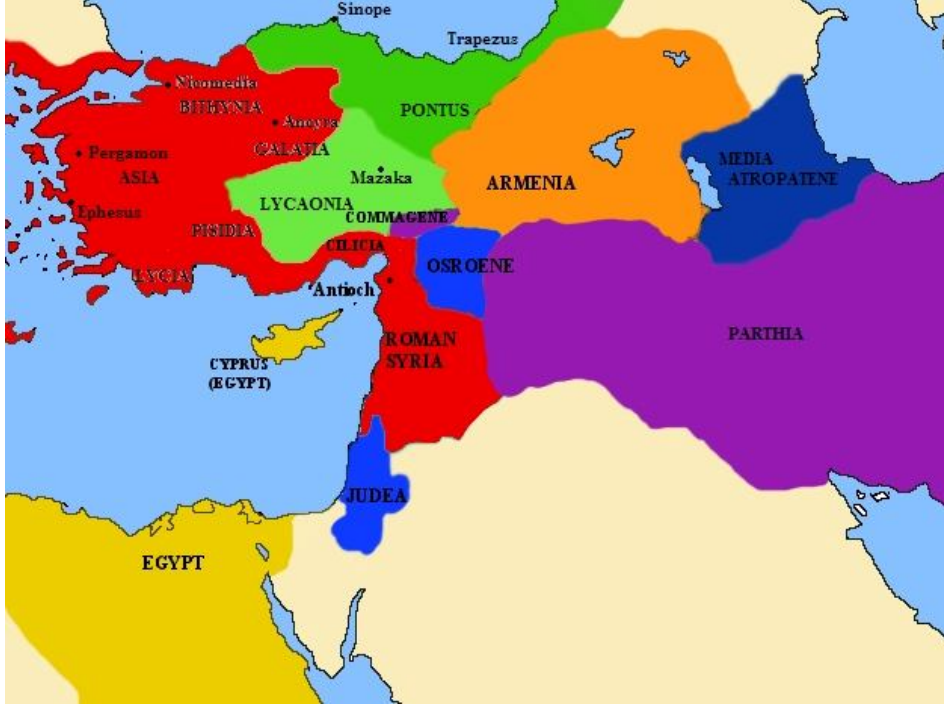 Sinope
Trapezus
Nicomedia
BITHYNIA
PONTUS
Ancyra
GALATIA
Pergamon
ASIA
Mazaka
ARMENIA
MEDIA
ATROPATENE
Ephesus
LYCAONIA
COMMAGENE
PISIDIA
CILICIA
OSROENE
LYCIA
Antioch
ROMAN
SYRIA
PARTHIA
CYPRUS
(EGYPT)
JUDEA
EGYPT